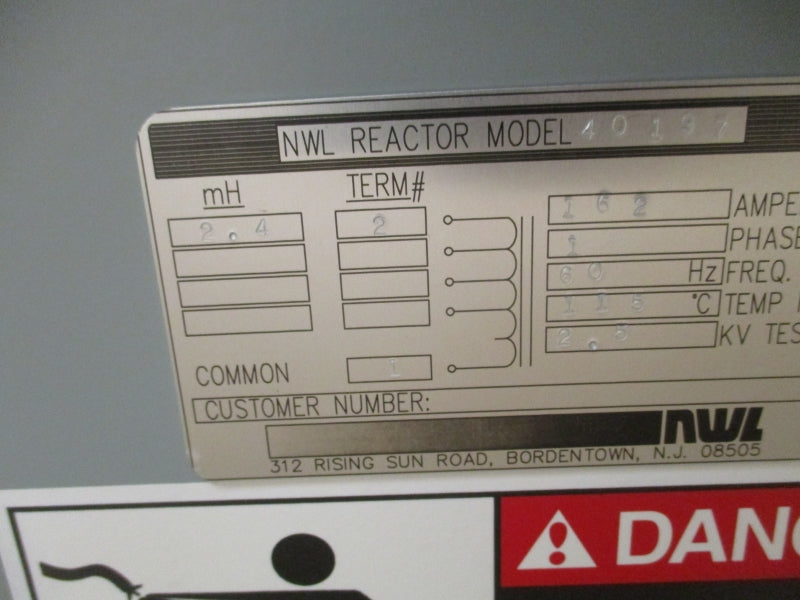 NWL REACTOR MODEL 40197
mH TERM#
2.4 2
162 AMPE
1 PHASE
60 Hz FREQ.
115 °C TEMP
2.5 KV TES
COMMON 1
CUSTOMER NUMBER:
NWL
312 RISING SUN ROAD, BORDENTOWN, N.J. 08505
DANG